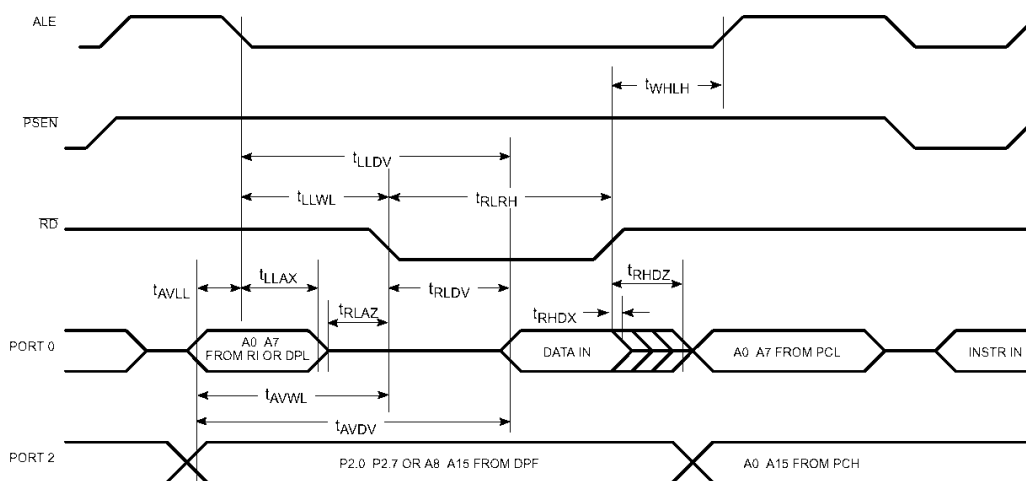 ALE
tWHLH
PSEN
tLLDV
tLLWL
tRLRH
RD
tAVLL
tLLAX
tRLDV
tRHDZ
tRLAZ
tRHDX
PORT 0
A0 A7
FROM RI OR DPL
DATA IN
A0 A7 FROM PCL
INSTR IN
tAVWL
tAVDV
PORT 2
P2.0 P2.7 OR A8 A15 FROM DPF
A0 A15 FROM PCH